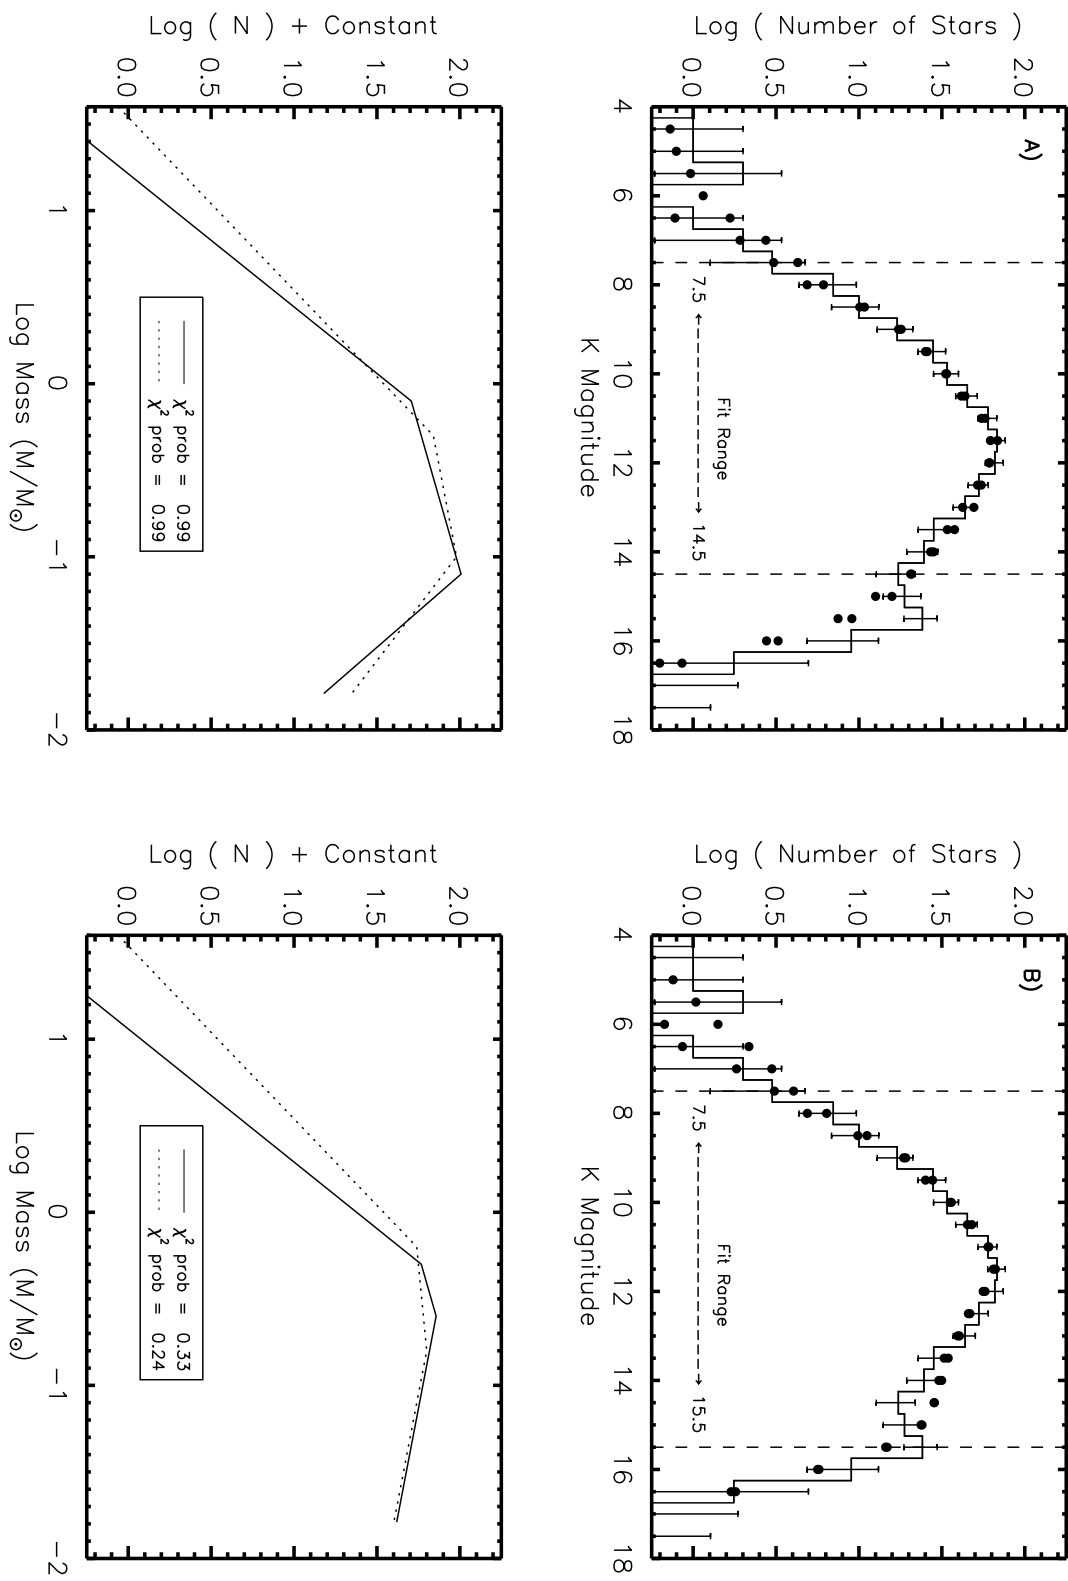 A)
Log ( Number of Stars )
2.0
1.5
1.0
0.5
0.0
4 6 8 10 12 14 16 18
K Magnitude
Fit Range
7.5 14.5
Log ( N ) + Constant
2.0
1.5
1.0
0.5
0.0
1 0 −1 −2
Log Mass (M/M⊙)
χ² prob = 0.99
χ² prob = 0.99
B)
Log ( Number of Stars )
2.0
1.5
1.0
0.5
0.0
4 6 8 10 12 14 16 18
K Magnitude
Fit Range
7.5 15.5
Log ( N ) + Constant
2.0
1.5
1.0
0.5
0.0
1 0 −1 −2
Log Mass (M/M⊙)
χ² prob = 0.33
χ² prob = 0.24